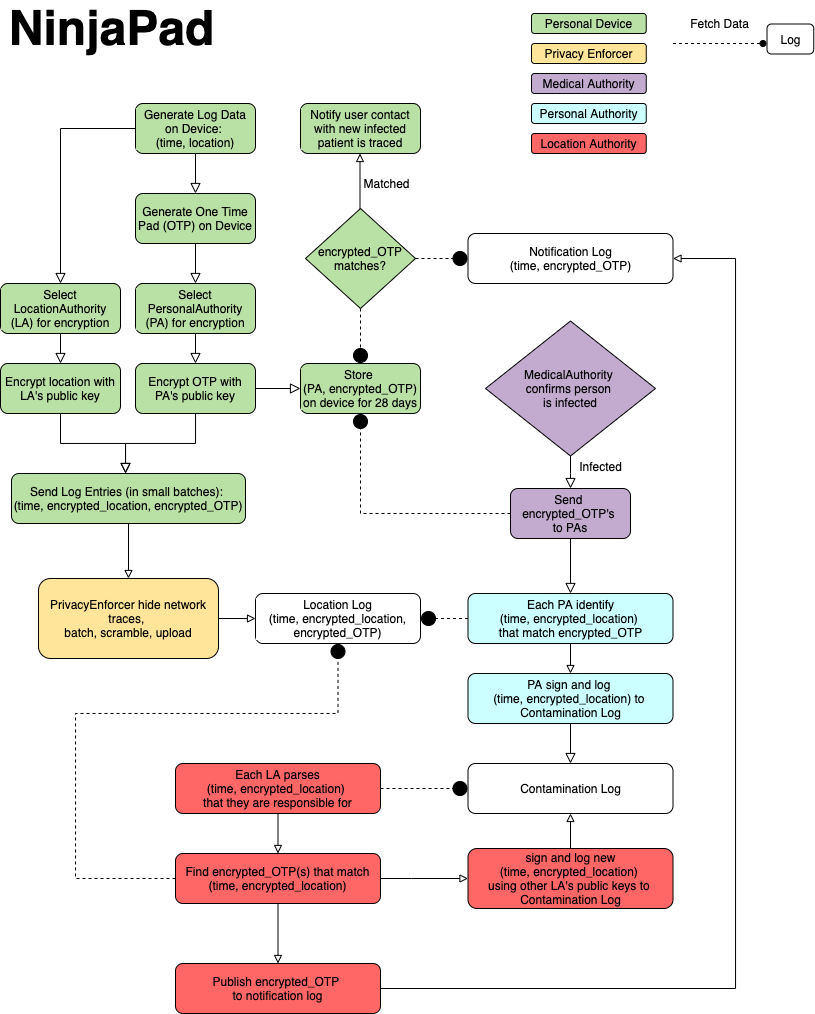 NinjaPad
Personal Device
Privacy Enforcer
Medical Authority
Personal Authority
Location Authority
Fetch Data
Log
Generate Log Data
on Device:
(time, location)
Notify user contact
with new infected
patient is traced
Matched
Generate One Time
Pad (OTP) on Device
encrypted_OTP
matches?
Notification Log
(time, encrypted_OTP)
Select
LocationAuthority
(LA) for encryption
Select
PersonalAuthority
(PA) for encryption
Encrypt location with
LA's public key
Encrypt OTP with
PA's public key
Store
(PA, encrypted_OTP)
on device for 28 days
MedicalAuthority
confirms person
is infected
Infected
Send Log Entries (in small batches):
(time, encrypted_location, encrypted_OTP)
Send
encrypted_OTP's
to PAs
PrivacyEnforcer hide network
traces,
batch, scramble, upload
Location Log
(time, encrypted_location,
encrypted_OTP)
Each PA identify
(time, encrypted_location)
that match encrypted_OTP
PA sign and log
(time, encrypted_location) to
Contamination Log
Each LA parses
(time, encrypted_location)
that they are responsible for
Contamination Log
Find encrypted_OTP(s) that match
(time, encrypted_location)
sign and log new
(time, encrypted_location)
using other LA's public keys to
Contamination Log
Publish encrypted_OTP
to notification log